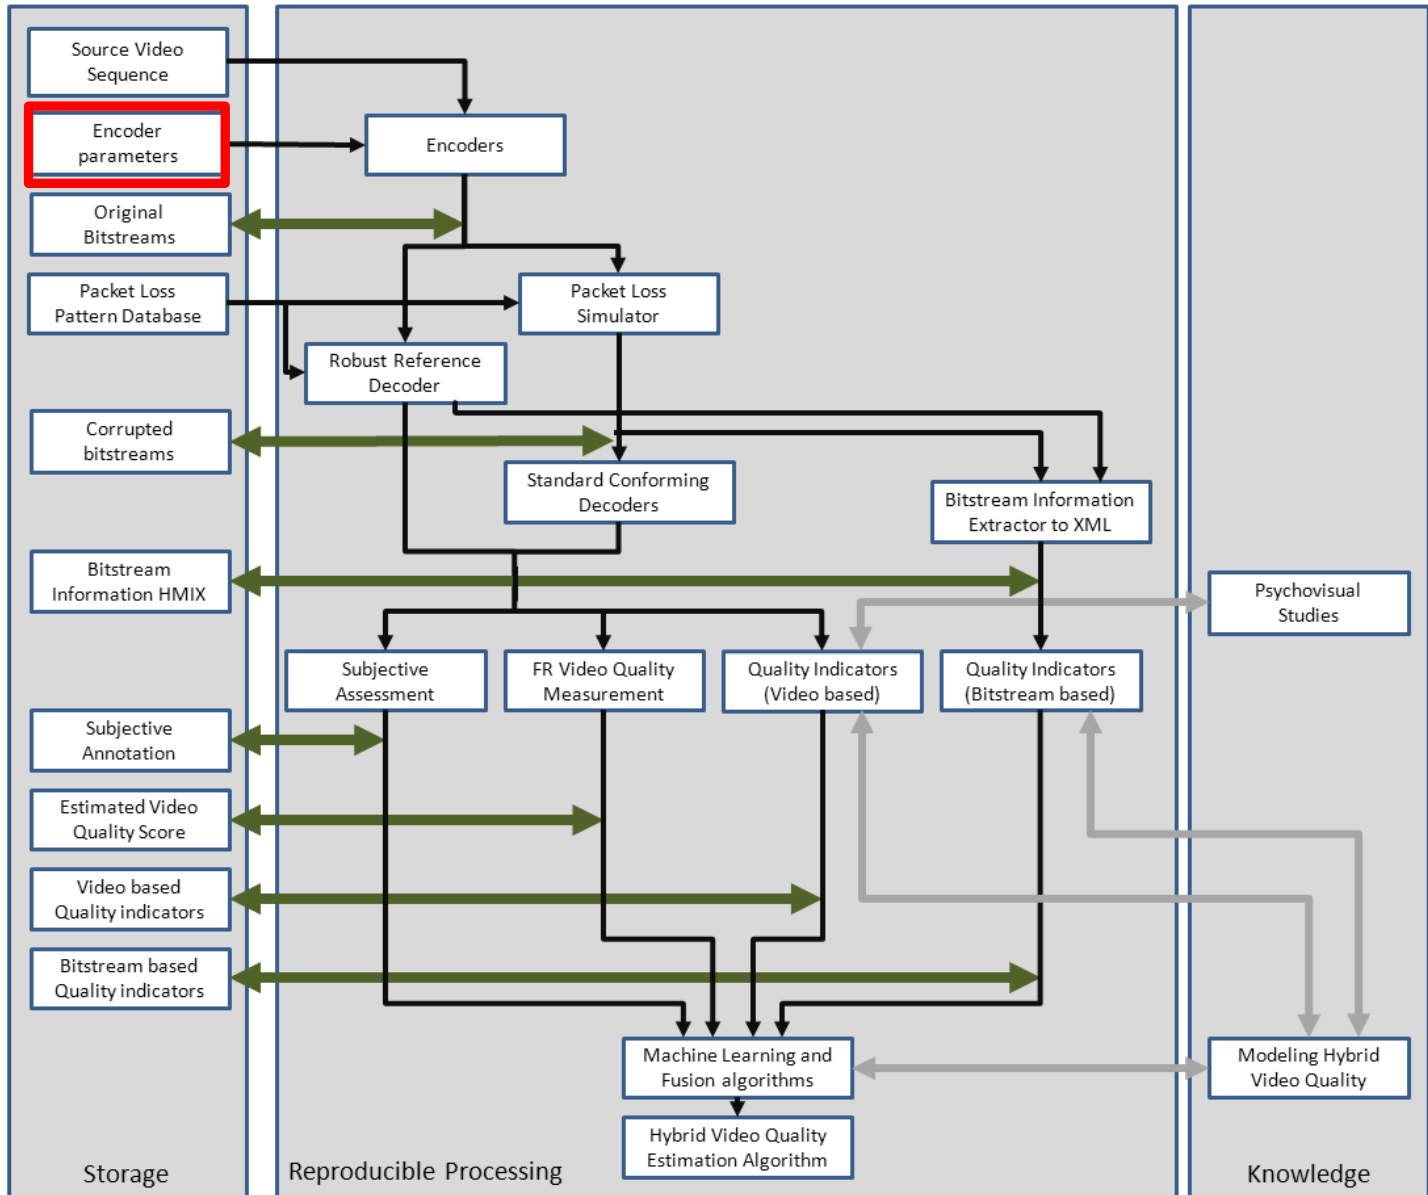 Source Video
Sequence
Encoder
parameters
Encoders
Original
Bitstreams
Packet Loss
Pattern Database
Packet Loss
Simulator
Robust Reference
Decoder
Corrupted
bitstreams
Standard Conforming
Decoders
Bitstream Information
Extractor to XML
Bitstream
Information HMIX
Psychovisual
Studies
Subjective
Assessment
FR Video Quality
Measurement
Quality Indicators
(Video based)
Quality Indicators
(Bitstream based)
Subjective
Annotation
Estimated Video
Quality Score
Video based
Quality indicators
Bitstream based
Quality indicators
Machine Learning and
Fusion algorithms
Modeling Hybrid
Video Quality
Hybrid Video Quality
Estimation Algorithm
Storage
Reproducible Processing
Knowledge